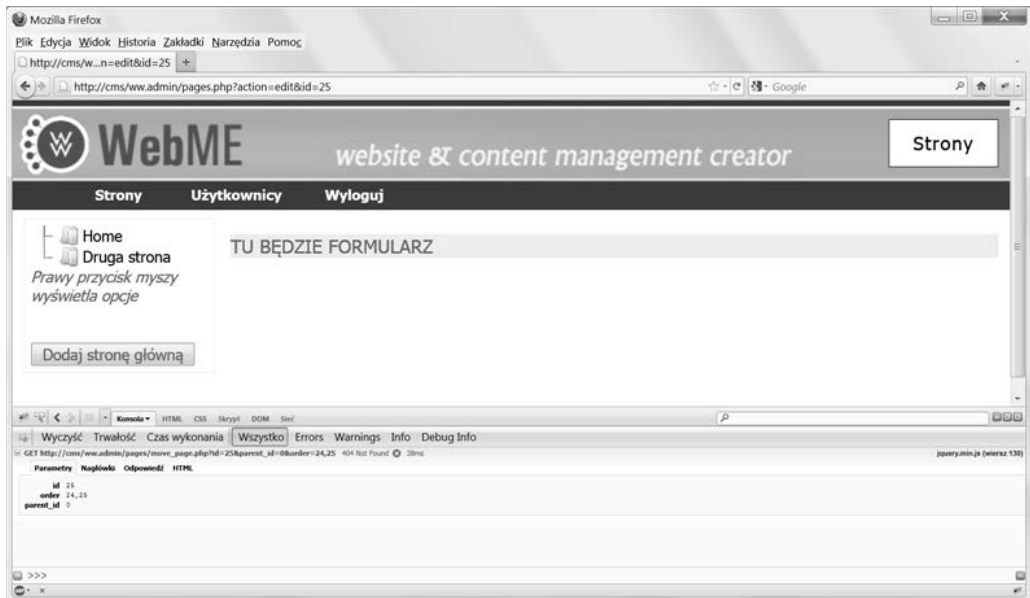 Mozilla Firefox
Plik Edycja Widok Historia Zakładki Narzędzia Pomoc
http://cms/w...n=edit&id=25 +
http://cms/ww.admin/pages.php?action=edit&id=25 Google
W WebME website & content management creator Strony
Strony Użytkownicy Wyloguj
Home
Druga strona
Prawy przycisk myszy
wyświetla opcje
TU BĘDZIE FORMULARZ
Dodaj stronę główną
Konsola HTML CSS Skrypt DOM Sieć
Wyczyść Trwałość Czas wykonania Wszystko Errors Warnings Info Debug Info
GET http://cms/ww.admin/pages/move_page.php?id=25&parent_id=0&order=24,25 404 Not Found 38ms jquery.min.js (wiersz 130)
Parametry Nagłówki Odpowiedź HTML
id 25
order 24,25
parent_id 0
>>>